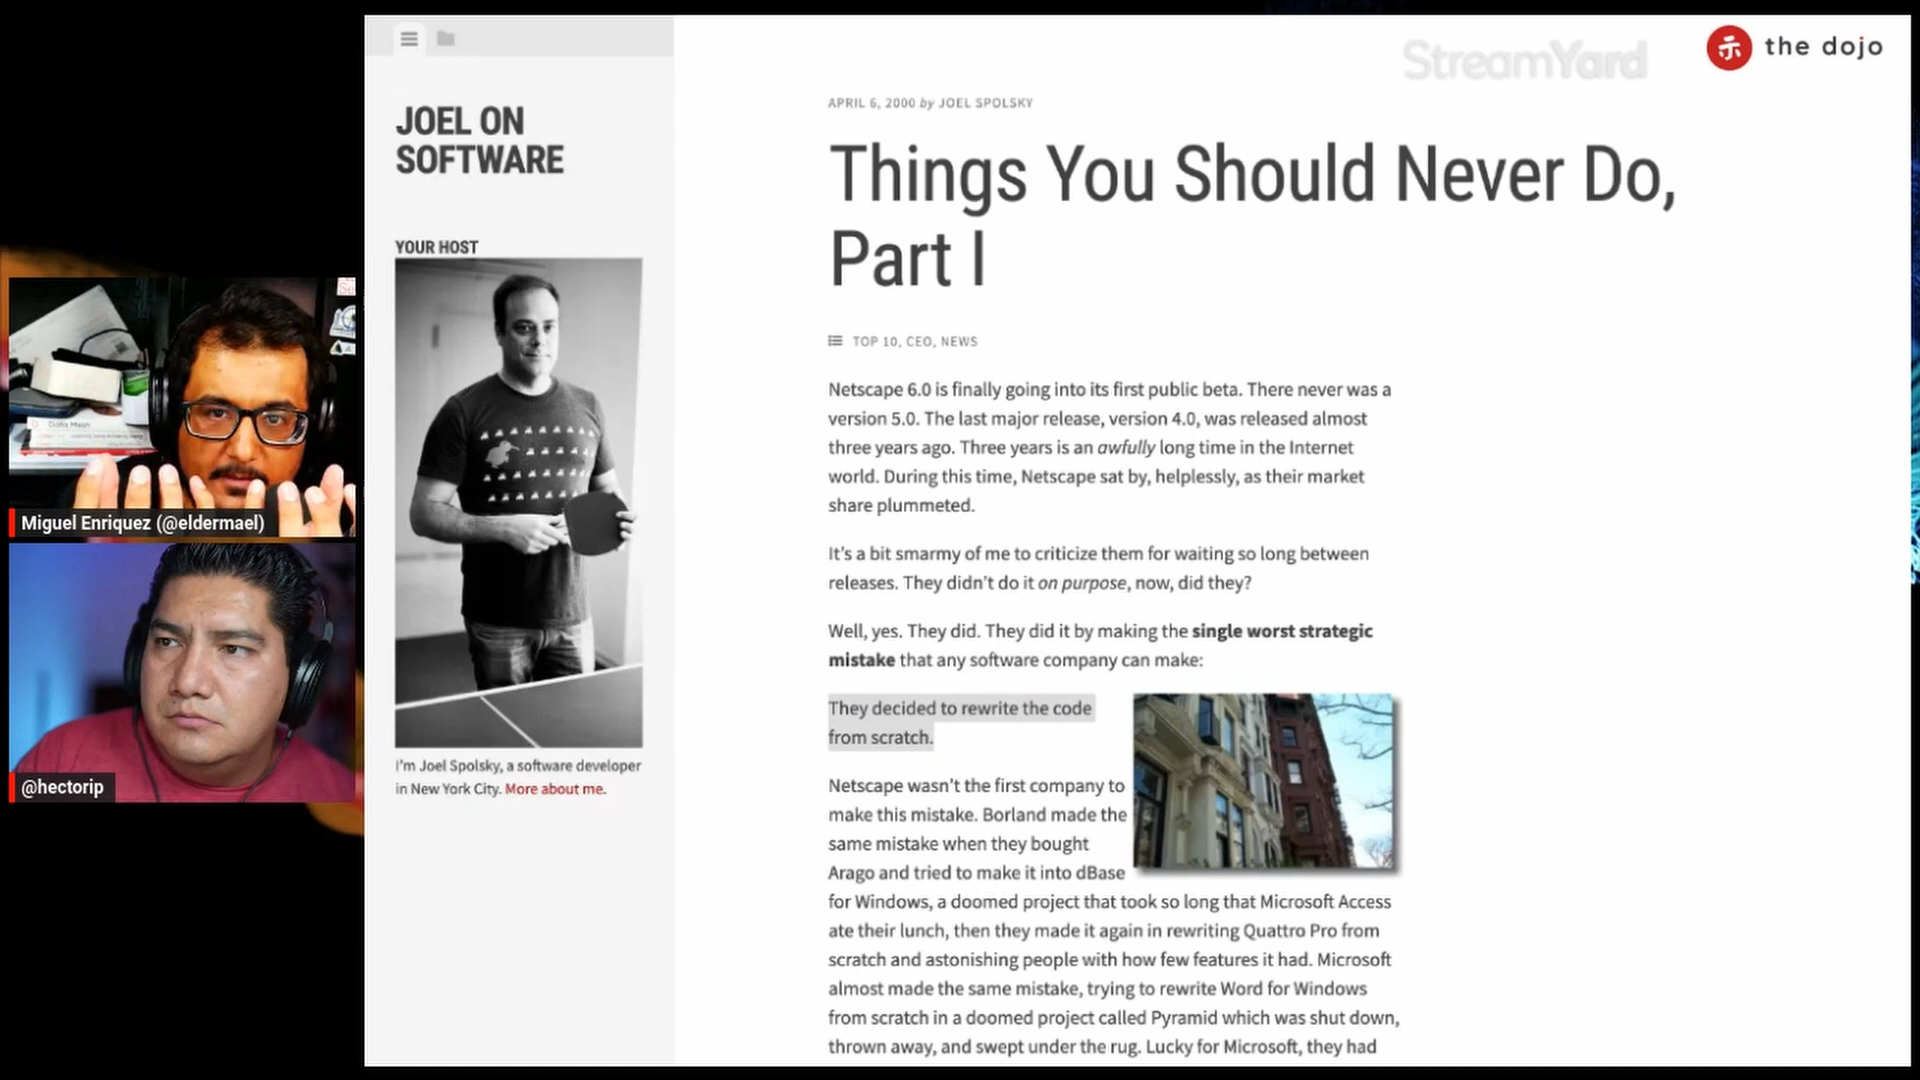 StreamYard
the dojo
JOEL ON
SOFTWARE
YOUR HOST
I'm Joel Spolsky, a software developer
in New York City. More about me.
APRIL 6, 2000 by JOEL SPOLSKY
Things You Should Never Do,
Part I
TOP 10, CEO, NEWS
Netscape 6.0 is finally going into its first public beta. There never was a
version 5.0. The last major release, version 4.0, was released almost
three years ago. Three years is an awfully long time in the Internet
world. During this time, Netscape sat by, helplessly, as their market
share plummeted.
It's a bit smarmy of me to criticize them for waiting so long between
releases. They didn't do it on purpose, now, did they?
Well, yes. They did. They did it by making the single worst strategic
mistake that any software company can make:
They decided to rewrite the code
from scratch.
Netscape wasn't the first company to
make this mistake. Borland made the
same mistake when they bought
Arago and tried to make it into dBase
for Windows, a doomed project that took so long that Microsoft Access
ate their lunch, then they made it again in rewriting Quattro Pro from
scratch and astonishing people with how few features it had. Microsoft
almost made the same mistake, trying to rewrite Word for Windows
from scratch in a doomed project called Pyramid which was shut down,
thrown away, and swept under the rug. Lucky for Microsoft, they had
Data Mesh
Miguel Enriquez (@eldermael)
@hectorip